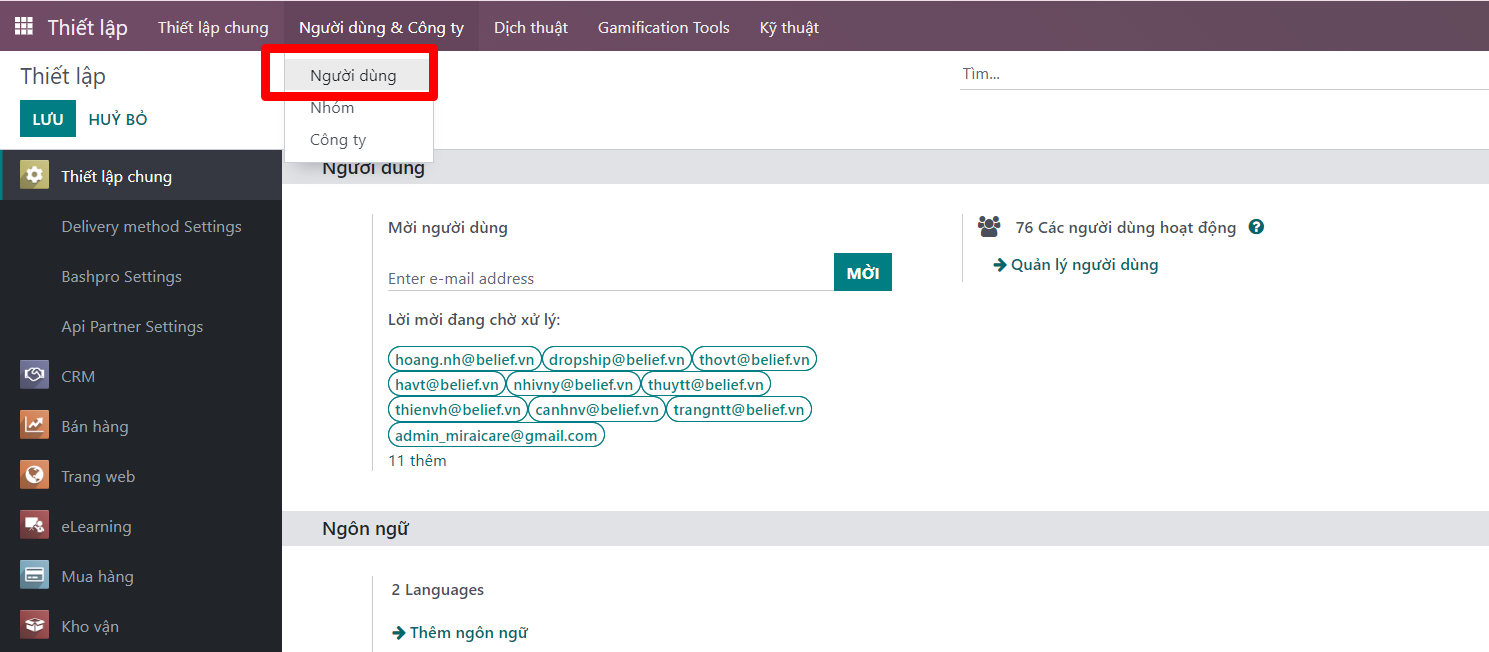 Thiết lập Thiết lập chung Người dùng & Công ty Dịch thuật Gamification Tools Kỹ thuật
Thiết lập
Tìm...
LƯU HUỶ BỎ
Người dùng
Nhóm
Công ty
Thiết lập chung
Delivery method Settings
Bashpro Settings
Api Partner Settings
CRM
Bán hàng
Trang web
eLearning
Mua hàng
Kho vận
Người dùng
Mời người dùng
Enter e-mail address MỜI
Lời mời đang chờ xử lý:
hoang.nh@belief.vn dropship@belief.vn thovt@belief.vn
havt@belief.vn nhivny@belief.vn thuytt@belief.vn
thienvh@belief.vn canhnv@belief.vn trangntt@belief.vn
admin_miraicare@gmail.com
11 thêm
76 Các người dùng hoạt động ?
Quản lý người dùng
Ngôn ngữ
2 Languages
Thêm ngôn ngữ